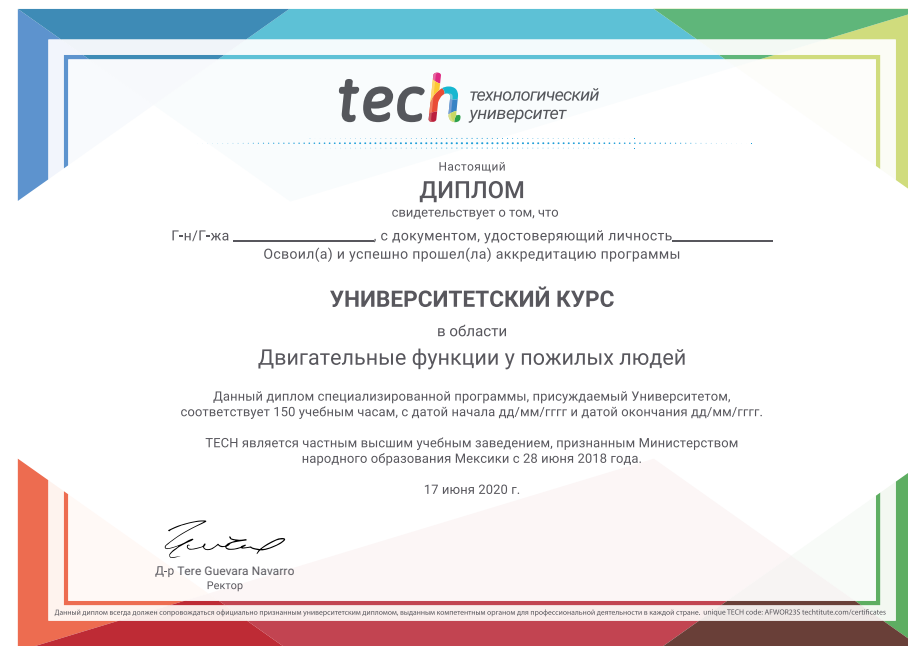 tech технологический
университет
Настоящий
ДИПЛОМ
свидетельствует о том, что
Г-н/Г-жа ____________________, с документом, удостоверяющий личность______________
Освоил(а) и успешно прошел(ла) аккредитацию программы
УНИВЕРСИТЕТСКИЙ КУРС
в области
Двигательные функции у пожилых людей
Данный диплом специализированной программы, присуждаемый Университетом,
соответствует 150 учебным часам, с датой начала дд/мм/гггг и датой окончания дд/мм/гггг.
TECH является частным высшим учебным заведением, признанным Министерством
народного образования Мексики с 28 июня 2018 года.
17 июня 2020 г.
Д-р Tere Guevara Navarro
Ректор
Данный диплом всегда должен сопровождаться официально признанным университетским дипломом, выданным компетентным органом для профессиональной деятельности в каждой стране. unique TECH code: AFWOR23S techtitute.com/certificates